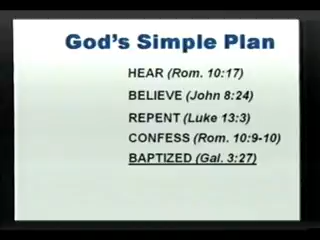 God's Simple Plan
HEAR (Rom. 10:17)
BELIEVE (John 8:24)
REPENT (Luke 13:3)
CONFESS (Rom. 10:9-10)
BAPTIZED (Gal. 3:27)